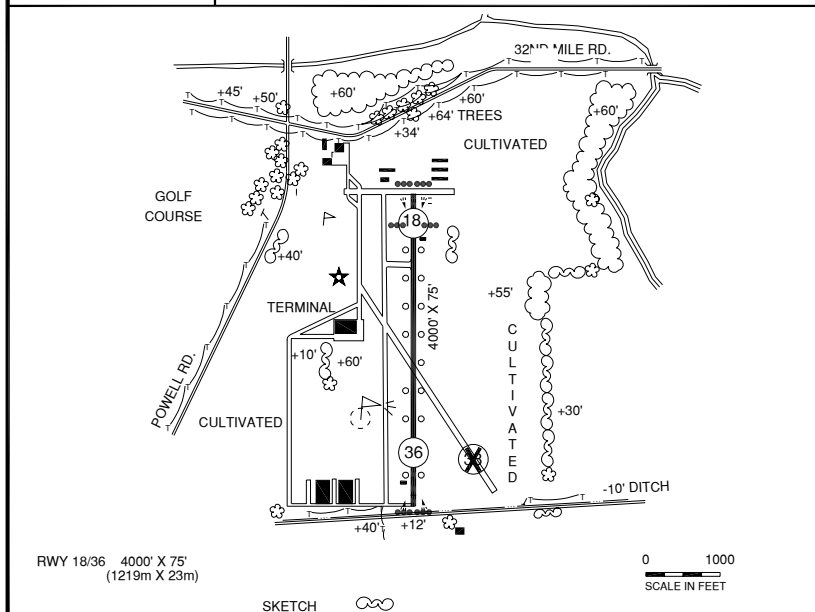 32ND MILE RD.
+45'
+50'
+60'
+60'
+64' TREES
+34'
+60'
CULTIVATED
GOLF
COURSE
18
+40'
+55'
TERMINAL
4000' X 75'
+10'
+60'
CULTIVATED
POWELL RD.
CULTIVATED
+30'
36
-10' DITCH
+40'
+12'
RWY 18/36 4000' X 75'
(1219m X 23m)
0 1000
SCALE IN FEET
SKETCH